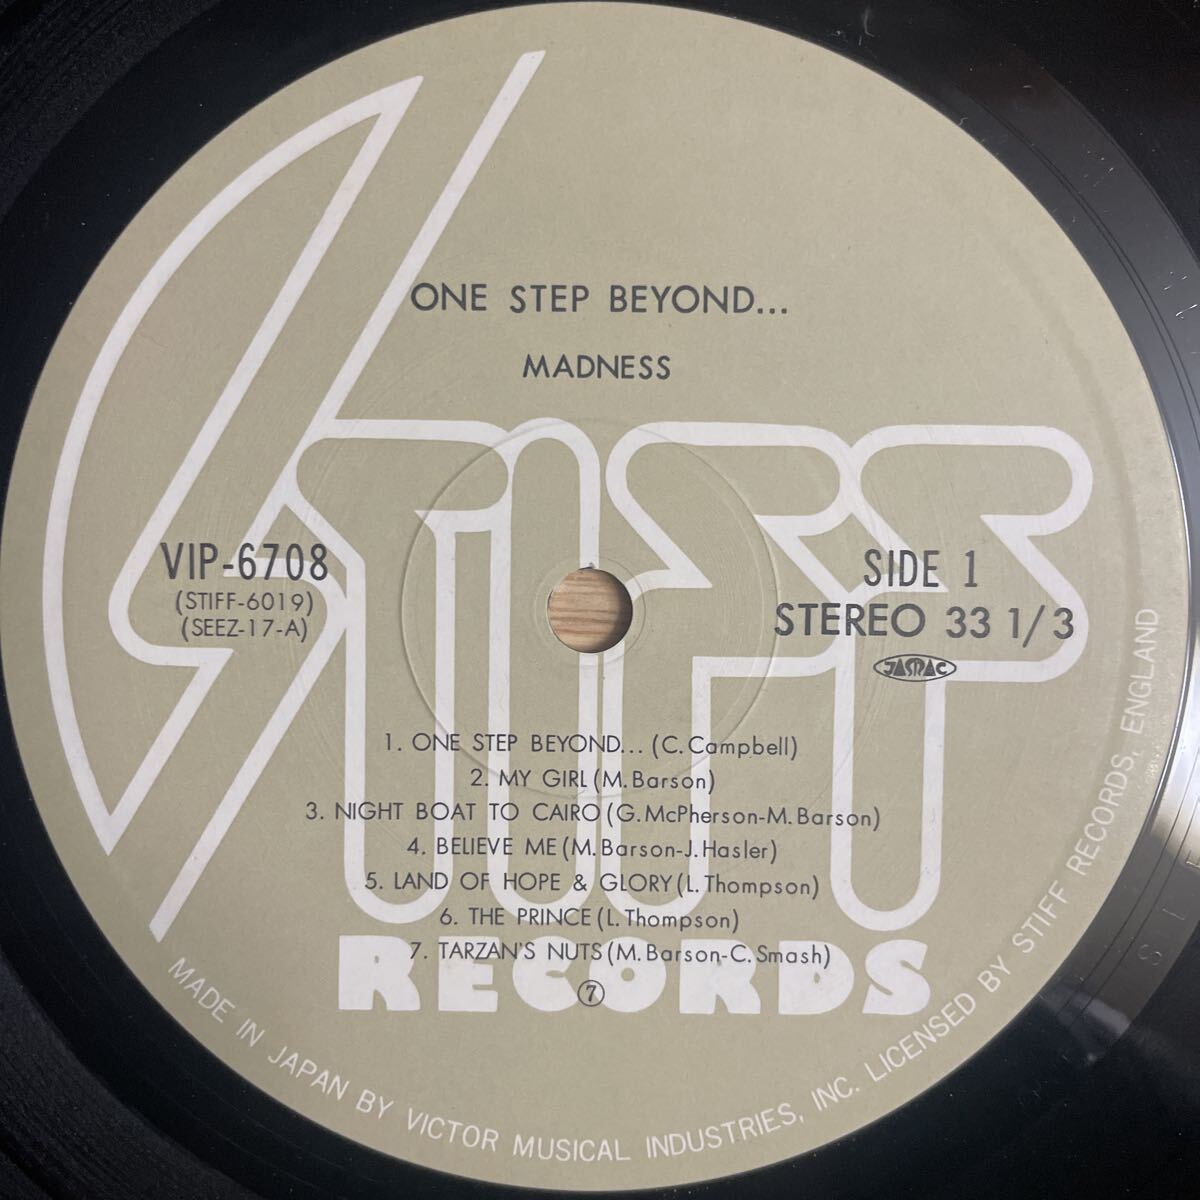 ONE STEP BEYOND...
MADNESS
STIFF
VIP-6708
(STIFF-6019)
(SEEZ-17-A)
SIDE 1
STEREO 33 1/3
JASRAC
1. ONE STEP BEYOND... (C. Campbell)
2. MY GIRL (M. Barson)
3. NIGHT BOAT TO CAIRO (G. McPherson-M. Barson)
4. BELIEVE ME (M. Barson-J. Hasler)
5. LAND OF HOPE & GLORY (L. Thompson)
6. THE PRINCE (L. Thompson)
7. TARZAN'S NUTS (M. Barson-C. Smash)
RECORDS
⑦
MADE IN JAPAN BY VICTOR MUSICAL INDUSTRIES, INC. LICENSED BY STIFF RECORDS, ENGLAND